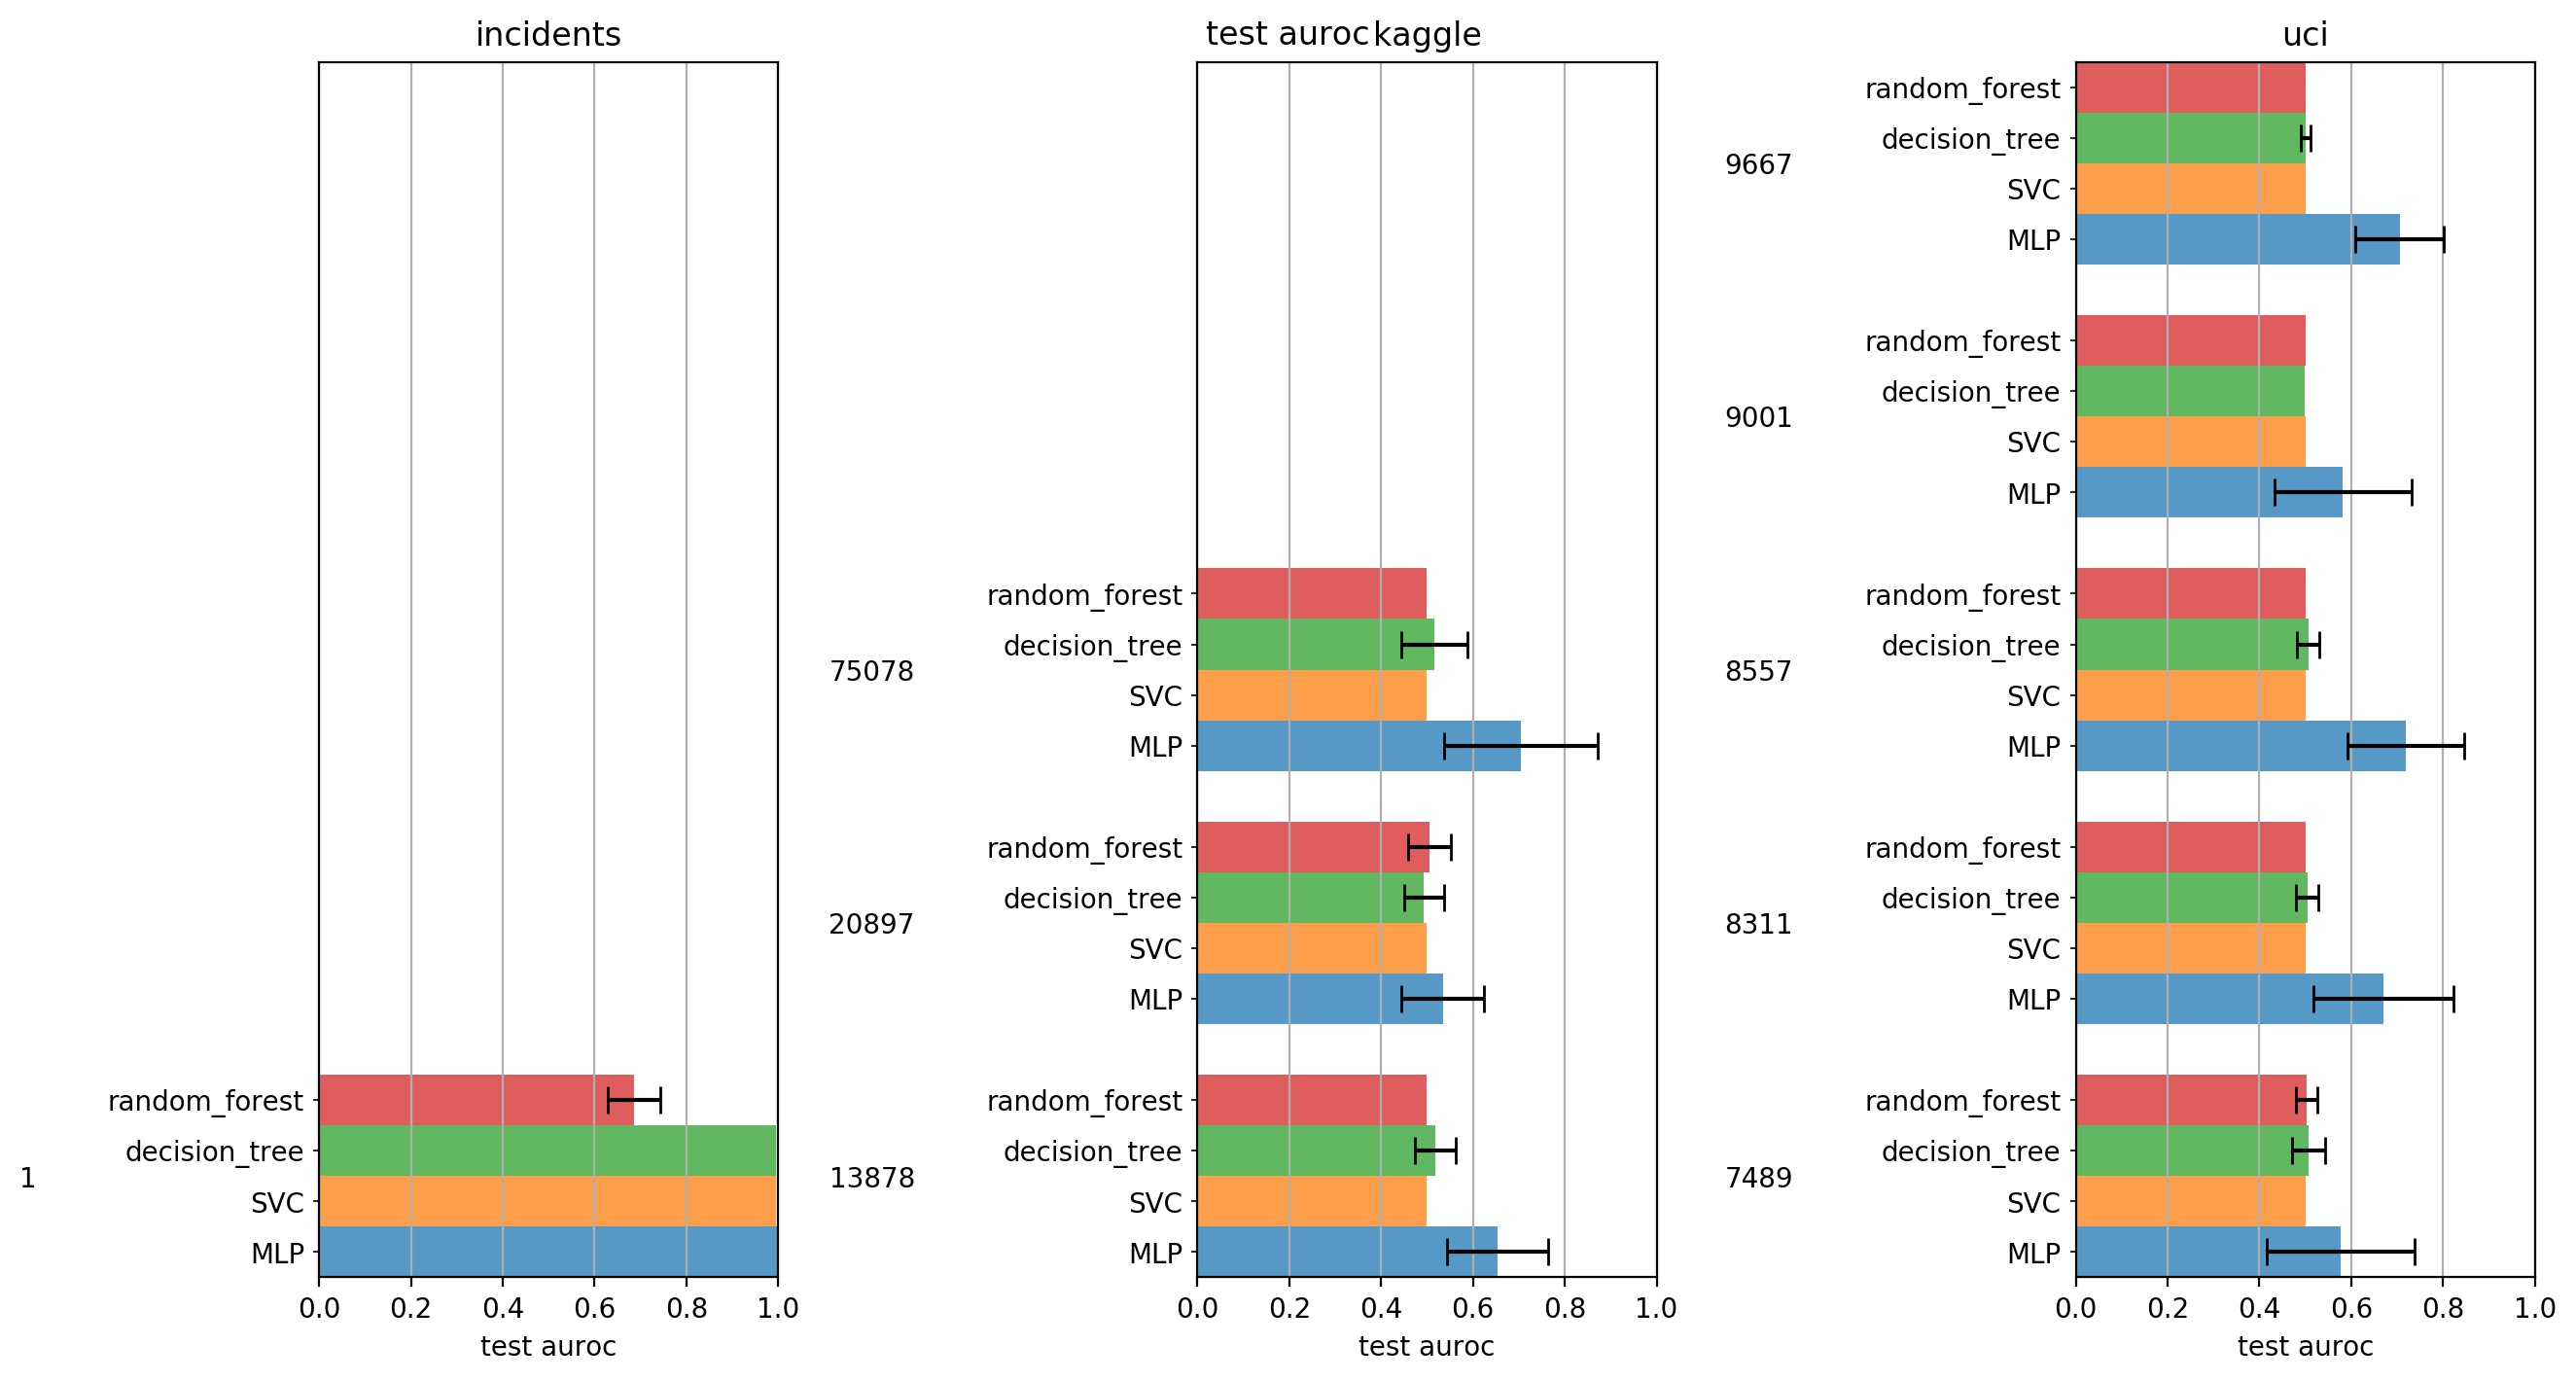 incidents
random_forest
decision_tree
1
SVC
MLP
0.0 0.2 0.4 0.6 0.8 1.0
test auroc
test auroc
kaggle
75078
random_forest
decision_tree
SVC
MLP
20897
random_forest
decision_tree
SVC
MLP
13878
random_forest
decision_tree
SVC
MLP
0.0 0.2 0.4 0.6 0.8 1.0
test auroc
uci
9667
random_forest
decision_tree
SVC
MLP
9001
random_forest
decision_tree
SVC
MLP
8557
random_forest
decision_tree
SVC
MLP
8311
random_forest
decision_tree
SVC
MLP
7489
random_forest
decision_tree
SVC
MLP
0.0 0.2 0.4 0.6 0.8 1.0
test auroc